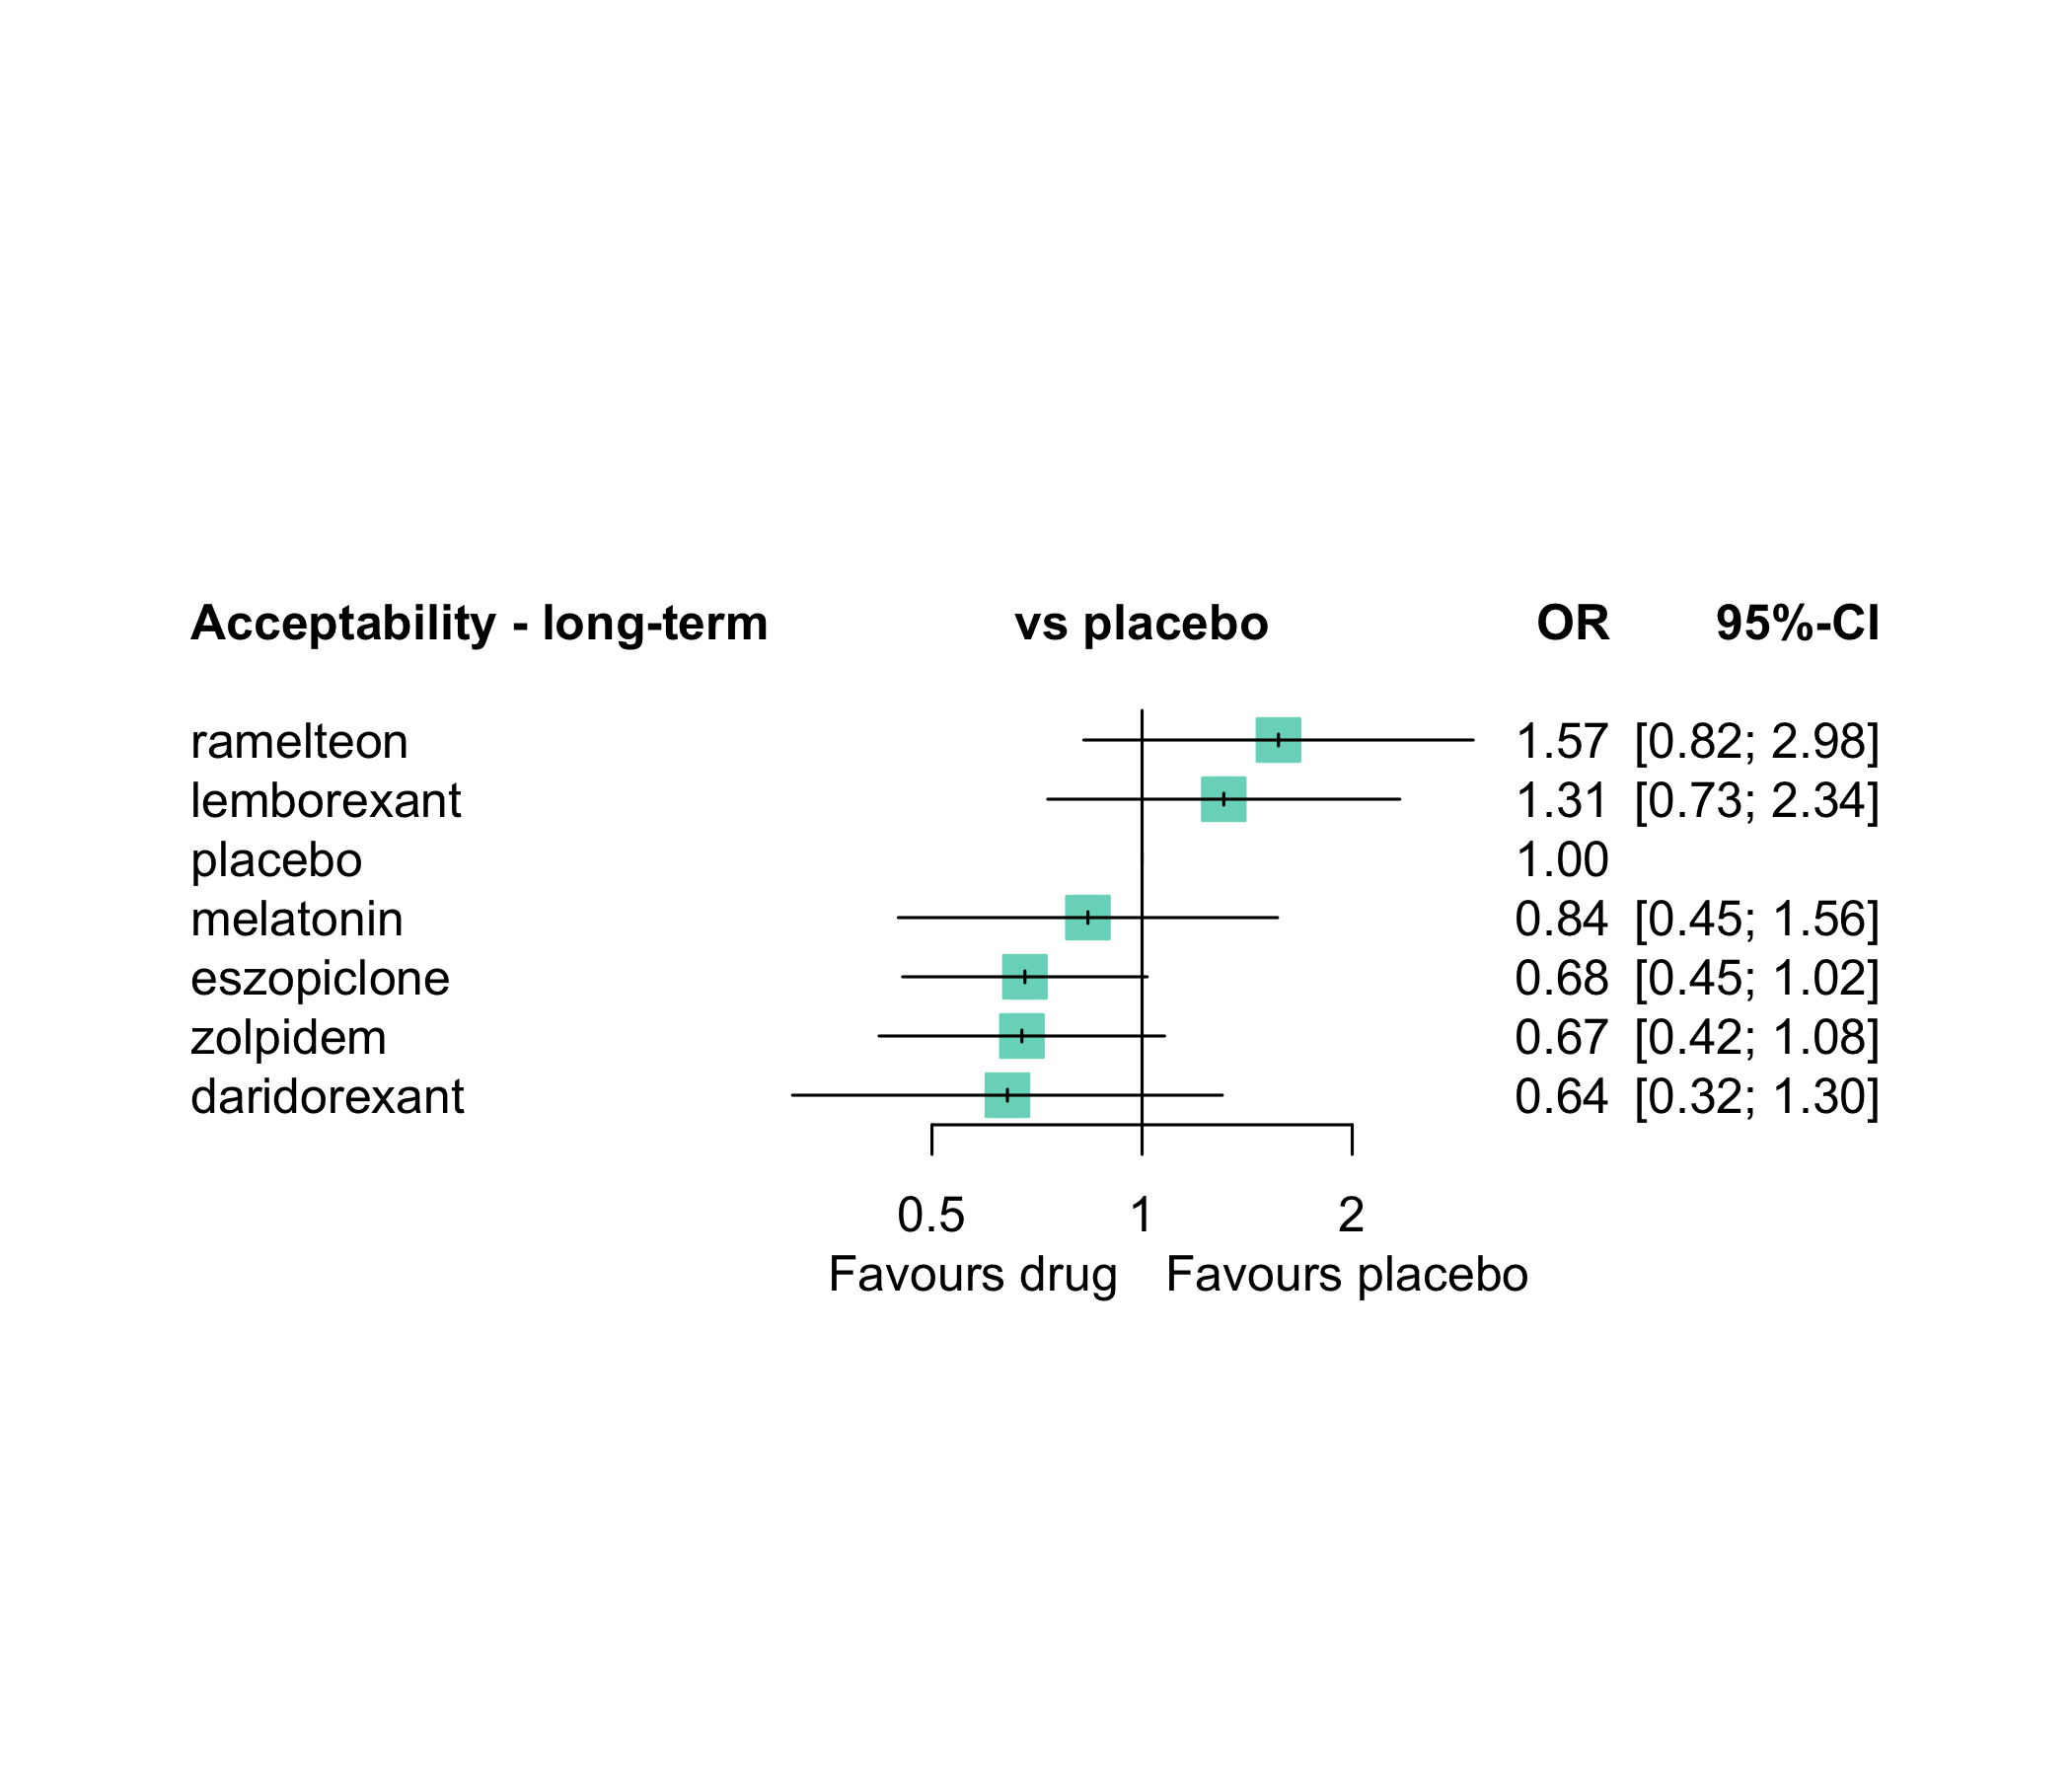 Acceptability - long-term vs placebo OR 95%-CI
ramelteon 1.57 [0.82; 2.98]
lemborexant 1.31 [0.73; 2.34]
placebo 1.00
melatonin 0.84 [0.45; 1.56]
eszopiclone 0.68 [0.45; 1.02]
zolpidem 0.67 [0.42; 1.08]
daridorexant 0.64 [0.32; 1.30]
0.5 1 2
Favours drug Favours placebo